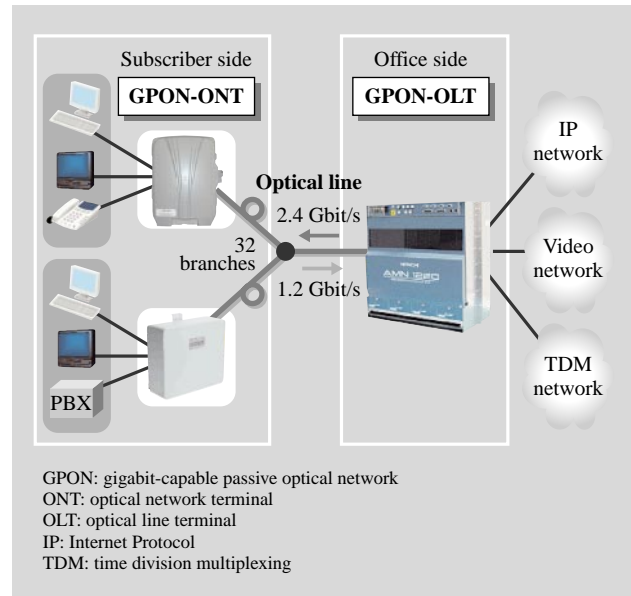 Subscriber side
GPON-ONT
Office side
GPON-OLT
Optical line
2.4 Gbit/s
32
branches
1.2 Gbit/s
AMN 1220
IP
network
Video
network
TDM
network
PBX
GPON: gigabit-capable passive optical network
ONT: optical network terminal
OLT: optical line terminal
IP: Internet Protocol
TDM: time division multiplexing